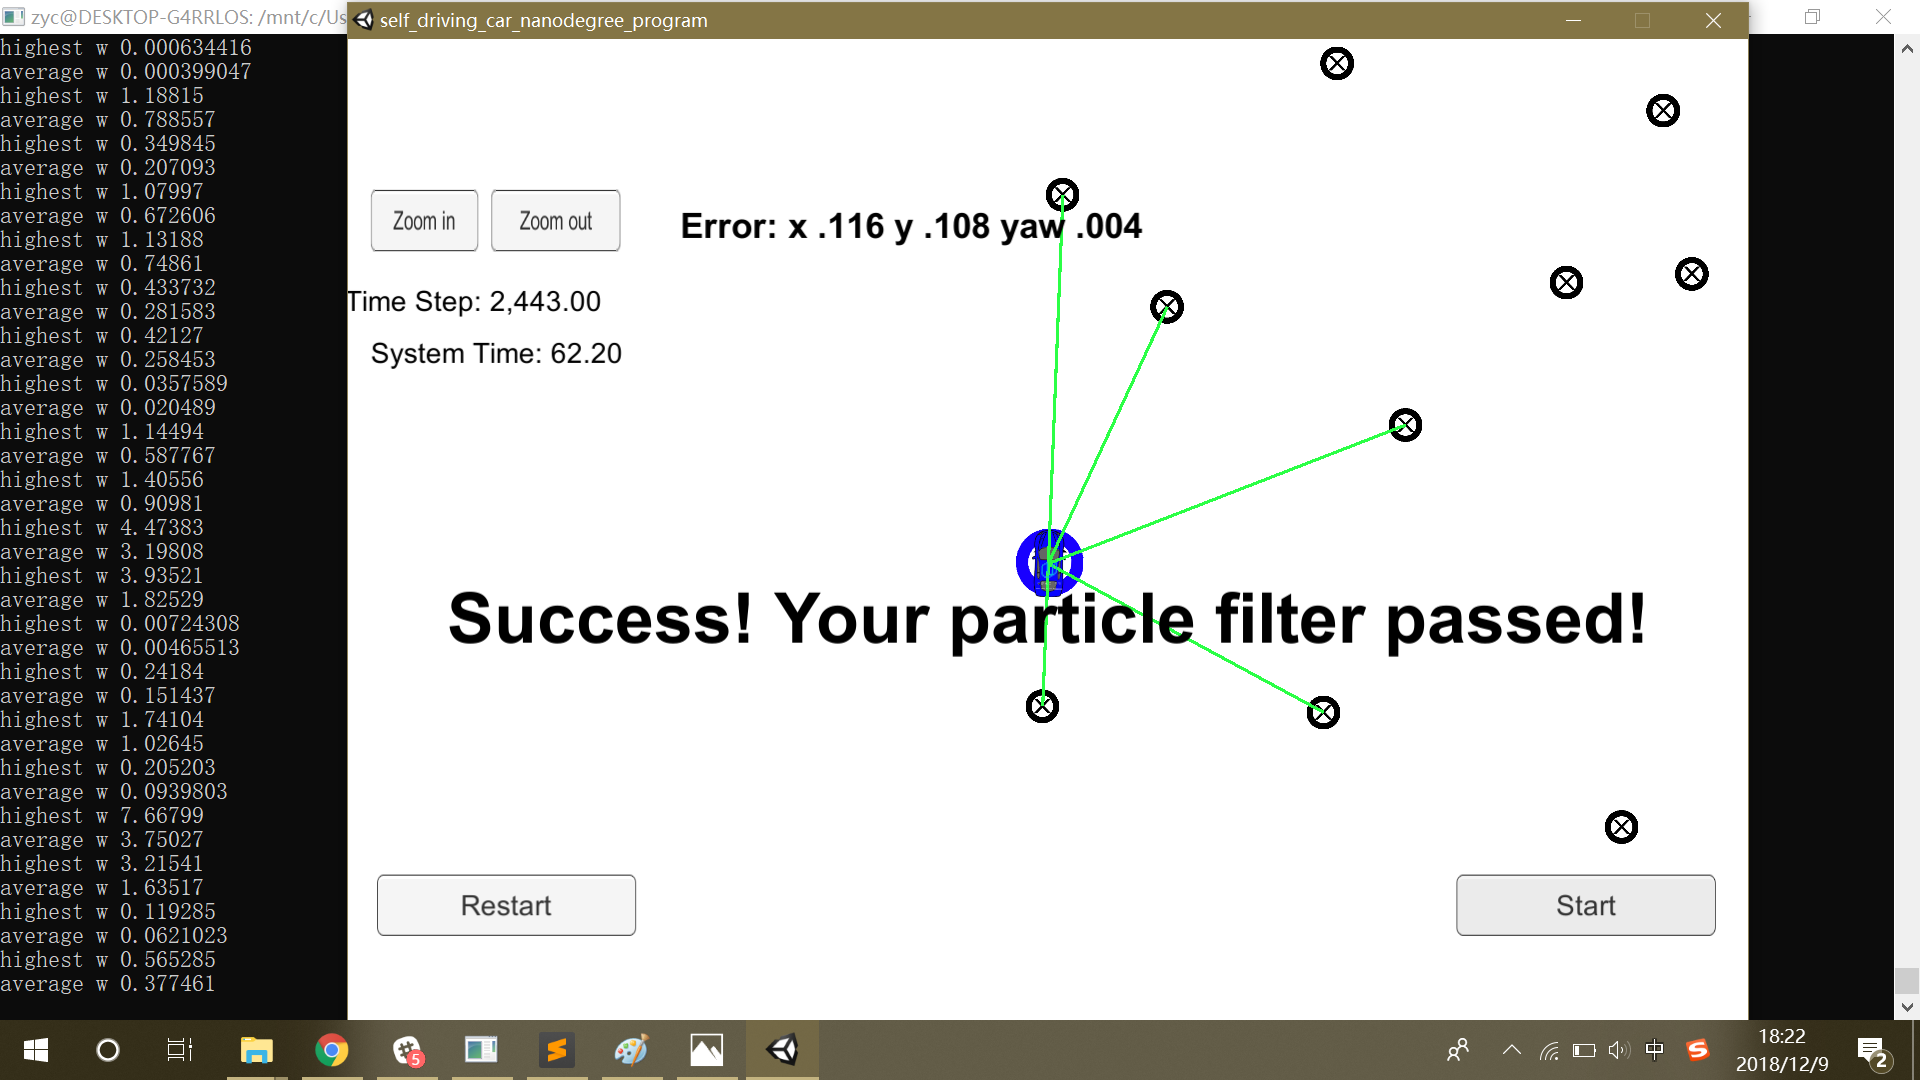 zyc@DESKTOP-G4RRLOS: /mnt/c/Us
self_driving_car_nanodegree_program
highest w 0.000634416
average w 0.000399047
highest w 1.18815
average w 0.788557
highest w 0.349845
average w 0.207093
highest w 1.07997
average w 0.672606
highest w 1.13188
average w 0.74861
highest w 0.433732
average w 0.281583
highest w 0.42127
average w 0.258453
highest w 0.0357589
average w 0.020489
highest w 1.14494
average w 0.587767
highest w 1.40556
average w 0.90981
highest w 4.47383
average w 3.19808
highest w 3.93521
average w 1.82529
highest w 0.00724308
average w 0.00465513
highest w 0.24184
average w 0.151437
highest w 1.74104
average w 1.02645
highest w 0.205203
average w 0.0939803
highest w 7.66799
average w 3.75027
highest w 3.21541
average w 1.63517
highest w 0.119285
average w 0.0621023
highest w 0.565285
average w 0.377461
Zoom in
Zoom out
Error: x .116 y .108 yaw .004
Time Step: 2,443.00
System Time: 62.20
Success! Your particle filter passed!
Restart
Start
5
中
S
18:22
2018/12/9
2